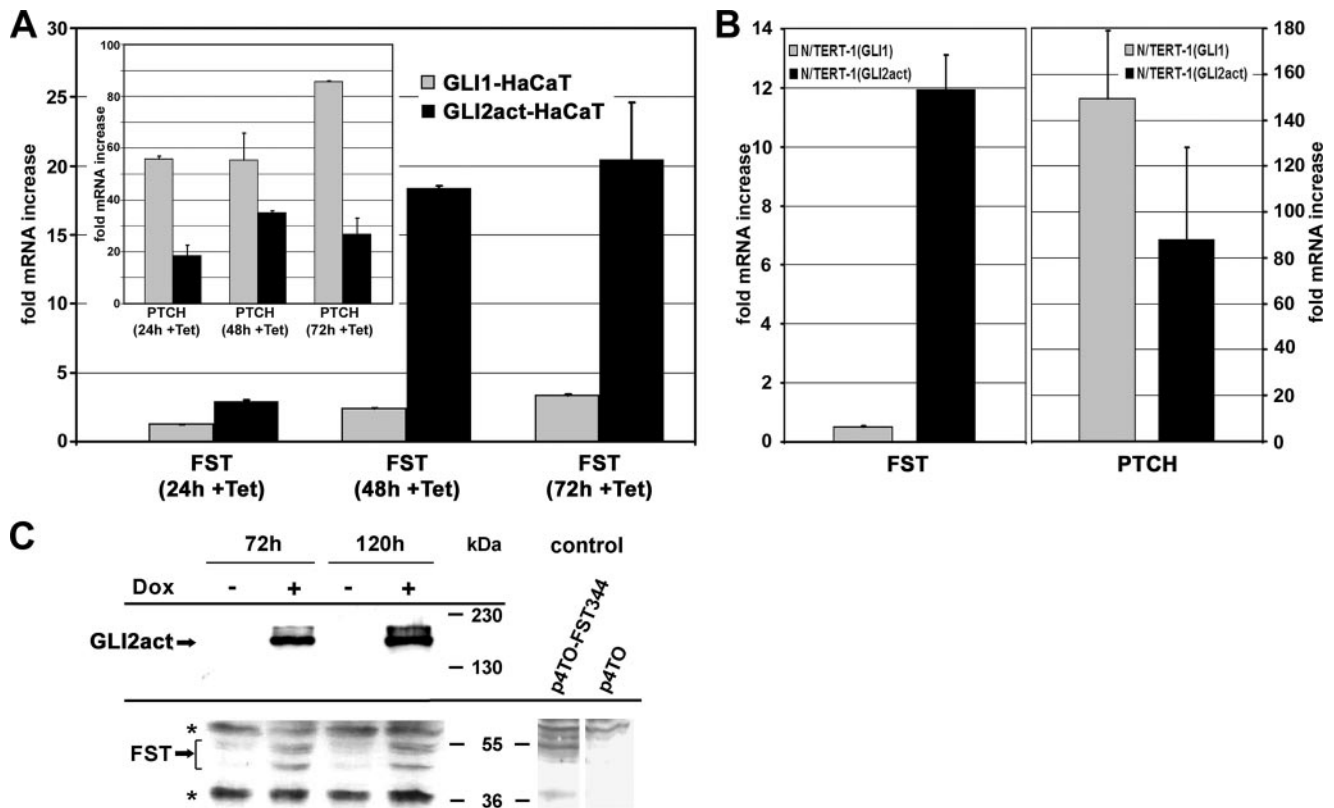 A
30
25
20
15
10
5
0
fold mRNA increase
100
80
60
40
20
0
fold mRNA increase
PTCH
(24h +Tet)
PTCH
(48h +Tet)
PTCH
(72h +Tet)
GLI1-HaCaT
GLI2act-HaCaT
FST
(24h +Tet)
FST
(48h +Tet)
FST
(72h +Tet)
B
14
12
10
8
6
4
2
0
fold mRNA increase
N/TERT-1(GLI1)
N/TERT-1(GLI2act)
N/TERT-1(GLI1)
N/TERT-1(GLI2act)
180
160
140
120
100
80
60
40
20
0
fold mRNA increase
FST
PTCH
C
72h 120h kDa control
Dox - + - +
GLI2act
230
130
p4TO-FST344
p4TO
*
FST
*
55
36